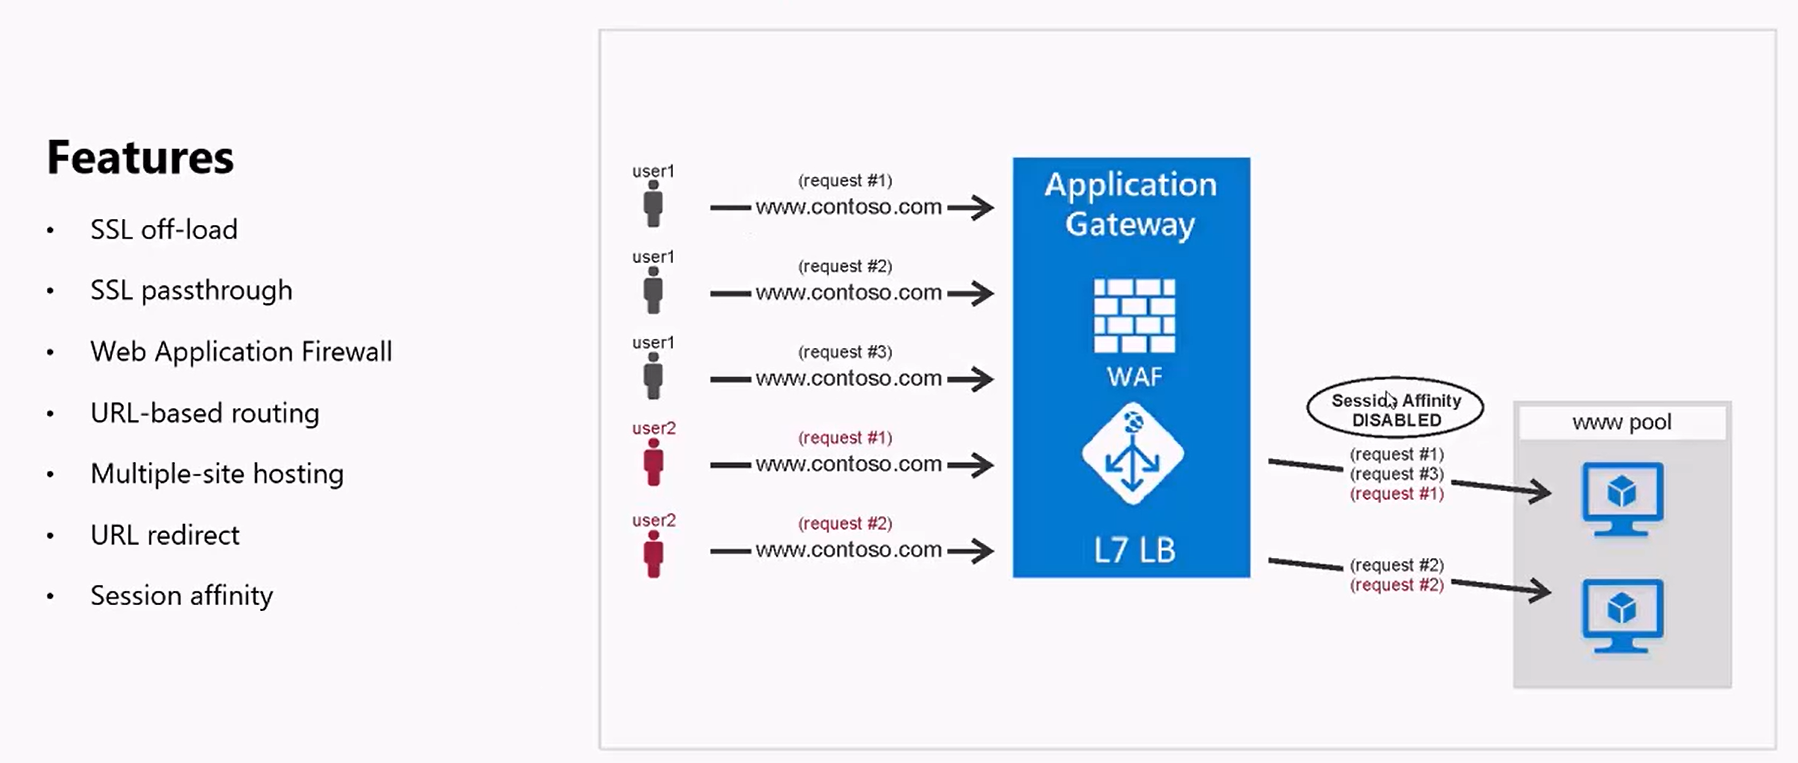 Features
• SSL off-load
• SSL passthrough
• Web Application Firewall
• URL-based routing
• Multiple-site hosting
• URL redirect
• Session affinity
user1
(request #1)
www.contoso.com
user1
(request #2)
www.contoso.com
user1
(request #3)
www.contoso.com
user2
(request #1)
www.contoso.com
user2
(request #2)
www.contoso.com
Application
Gateway
WAF
L7 LB
Session Affinity
DISABLED
(request #1)
(request #3)
(request #1)
(request #2)
(request #2)
www pool